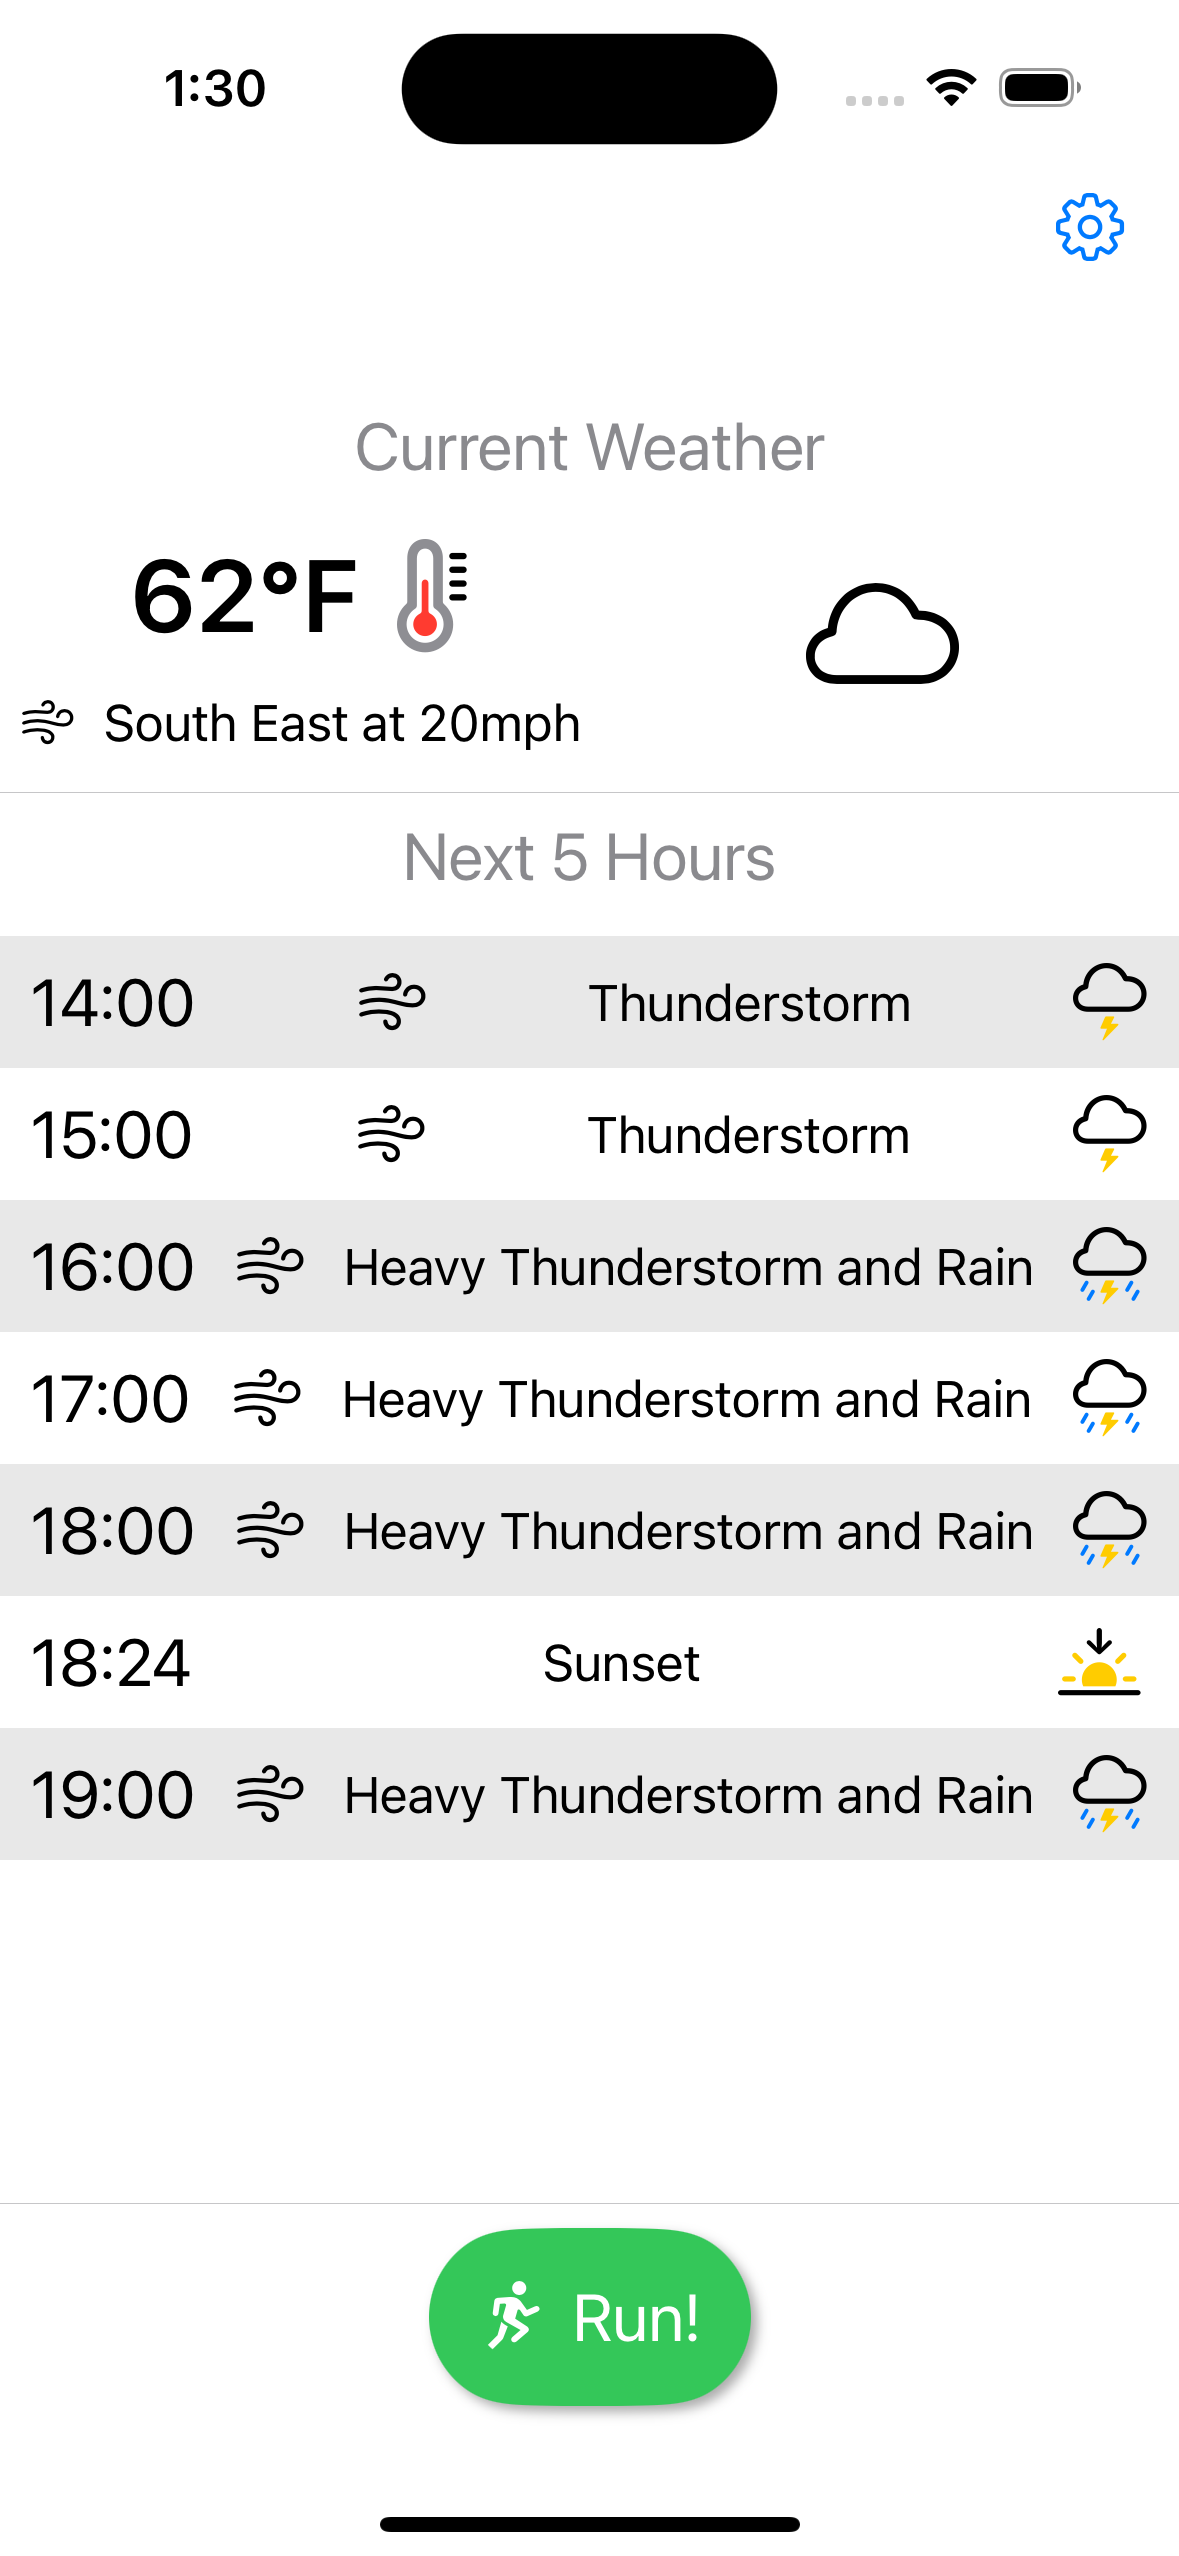 1:30
Current Weather
62°F
South East at 20mph
Next 5 Hours
14:00 Thunderstorm
15:00 Thunderstorm
16:00 Heavy Thunderstorm and Rain
17:00 Heavy Thunderstorm and Rain
18:00 Heavy Thunderstorm and Rain
18:24 Sunset
19:00 Heavy Thunderstorm and Rain
Run!